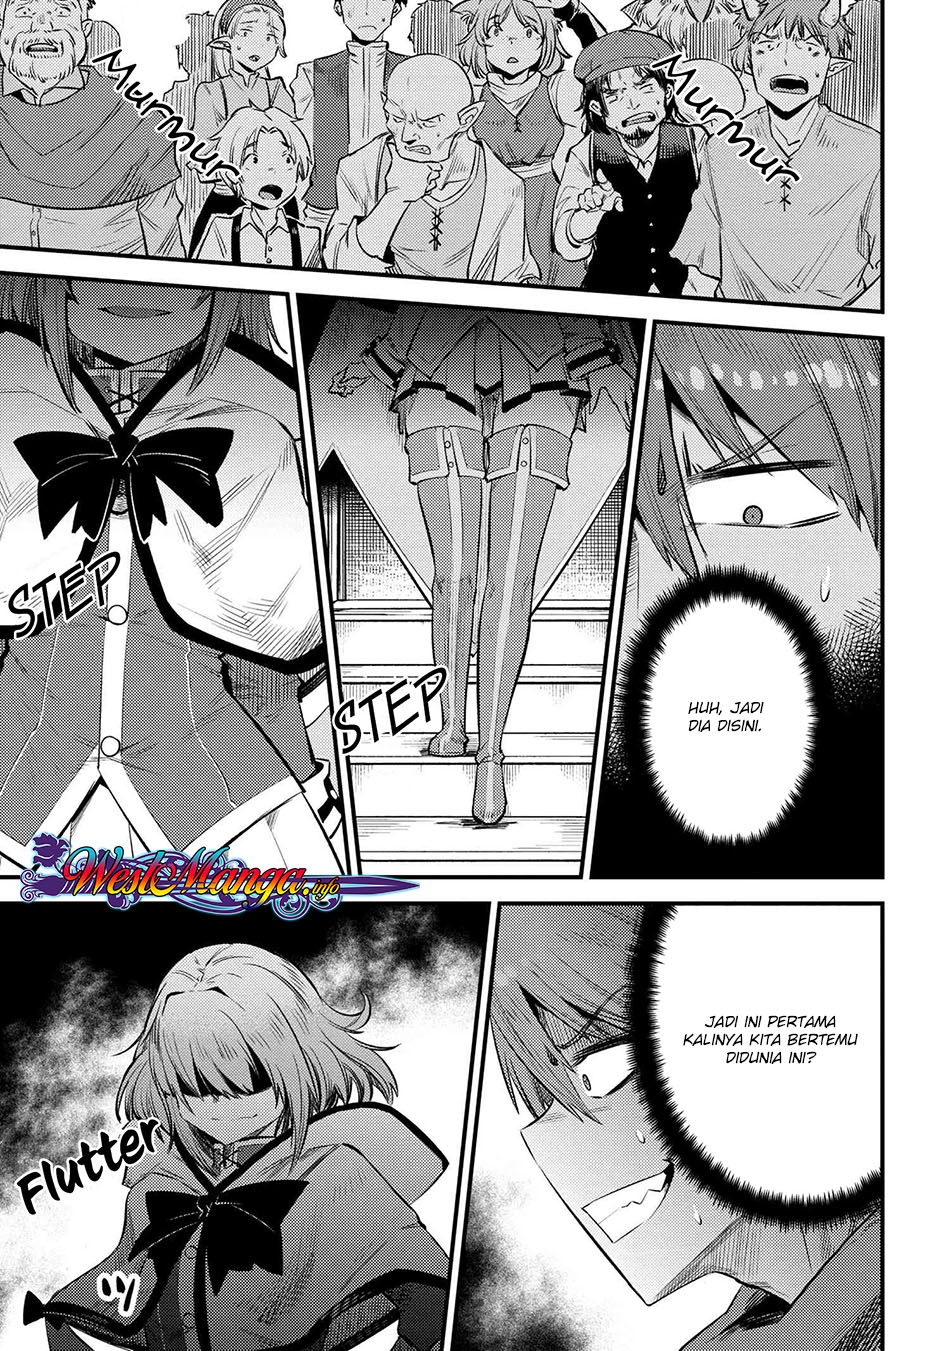 Murmur
Murmur
HUH, JADI
DIA DISINI.
STEP
STEP
WestManga.info
JADI INI PERTAMA
KALINYA KITA BERTEMU
DIDUNIA INI?
Flutter
ッ